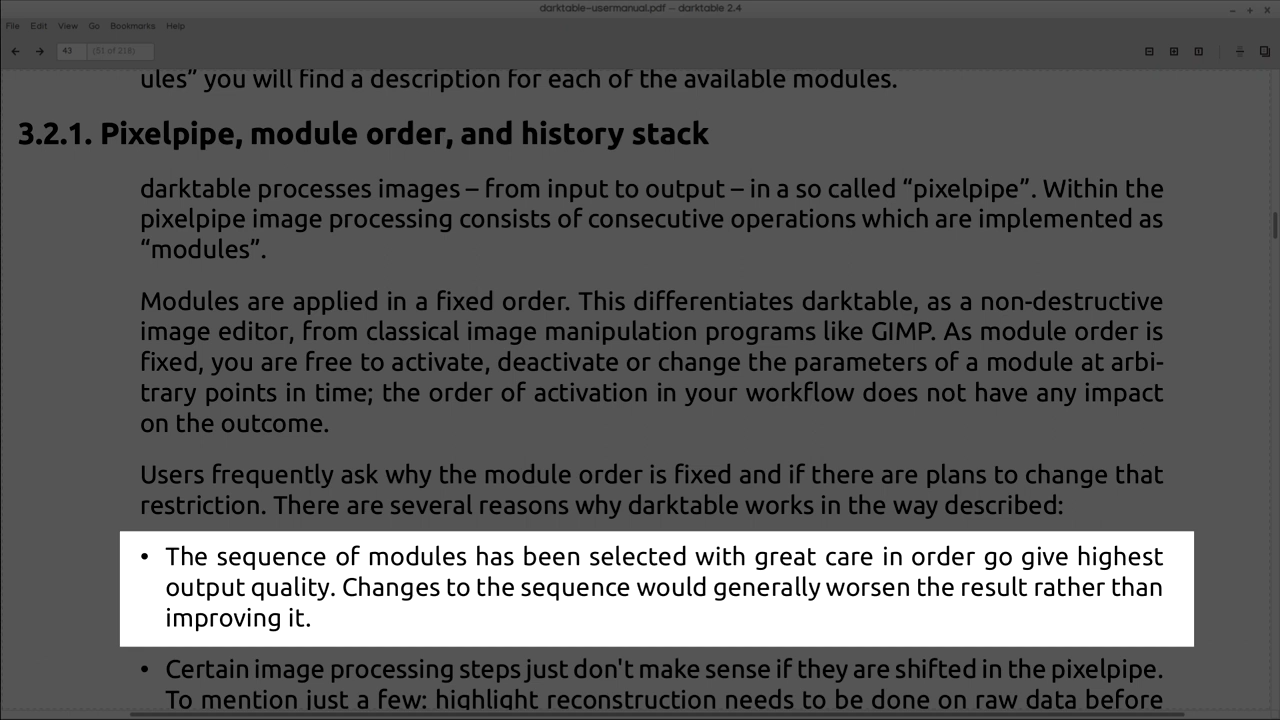 darktable-usermanual.pdf — darktable 2.4
File Edit View Go Bookmarks Help
43 (51 of 218)
ules” you will find a description for each of the available modules.
3.2.1. Pixelpipe, module order, and history stack
darktable processes images – from input to output – in a so called “pixelpipe”. Within the
pixelpipe image processing consists of consecutive operations which are implemented as
“modules”.
Modules are applied in a fixed order. This differentiates darktable, as a non-destructive
image editor, from classical image manipulation programs like GIMP. As module order is
fixed, you are free to activate, deactivate or change the parameters of a module at arbi-
trary points in time; the order of activation in your workflow does not have any impact
on the outcome.
Users frequently ask why the module order is fixed and if there are plans to change that
restriction. There are several reasons why darktable works in the way described:
• The sequence of modules has been selected with great care in order go give highest
output quality. Changes to the sequence would generally worsen the result rather than
improving it.
• Certain image processing steps just don't make sense if they are shifted in the pixelpipe.
To mention just a few: highlight reconstruction needs to be done on raw data before